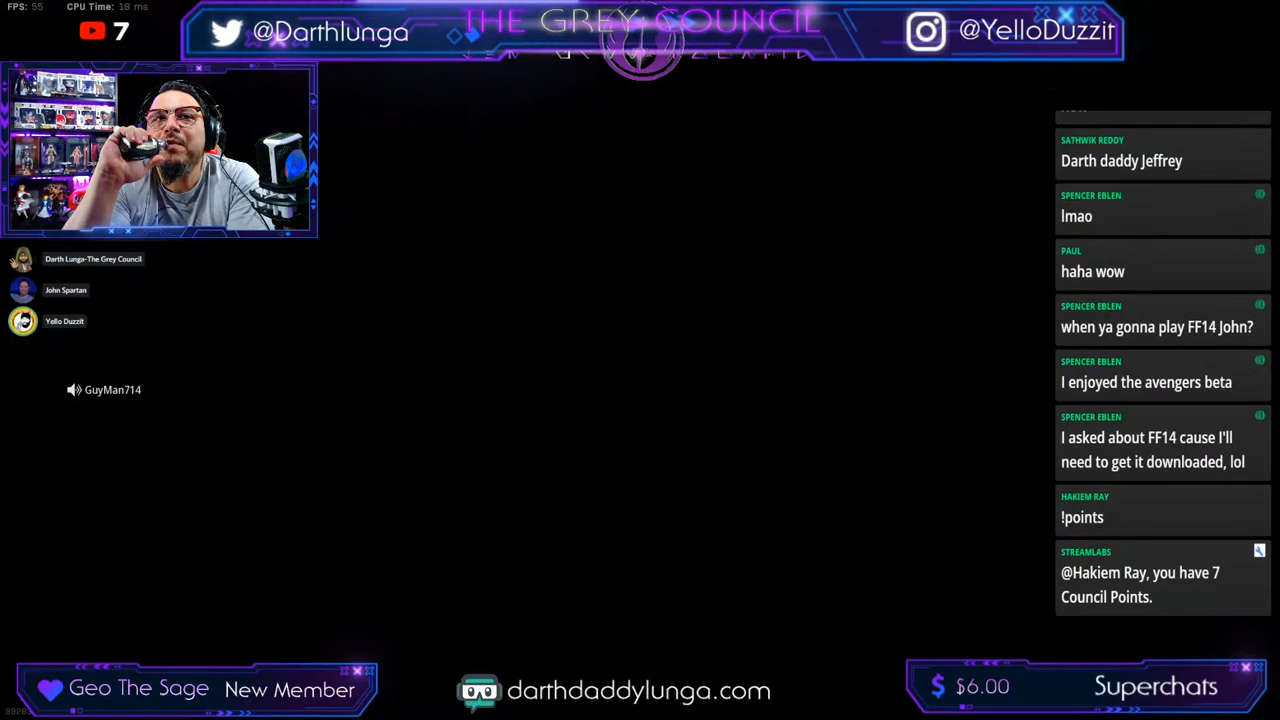 FPS: 55 CPU Time: 18 ms
7
@Darthlunga
THE GREY COUNCIL
@YelloDuzzit
SATHWIK REDDY
Darth daddy Jeffrey
SPENCER EBLEN
lmao
PAUL
haha wow
SPENCER EBLEN
when ya gonna play FF14 John?
SPENCER EBLEN
I enjoyed the avengers beta
SPENCER EBLEN
I asked about FF14 cause I'll
need to get it downloaded, lol
HAKIEM RAY
!points
STREAMLABS
@Hakiem Ray, you have 7
Council Points.
Darth Lunga-The Grey Council
John Spartan
Yello Duzzit
GuyMan714
Geo The Sage New Member
darthdaddylunga.com
$ $6.00 Superchats